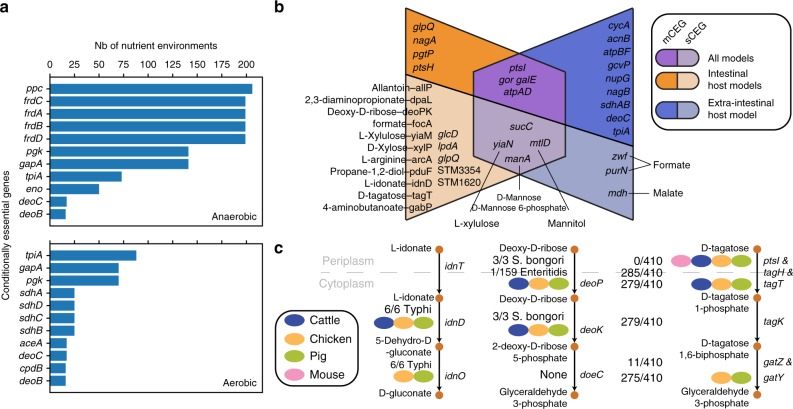 a
Nb of nutrient environments
0 25 50 75 100 125 150 175 200
Conditionally essential genes
ppc
frdC
frdA
frdB
frdD
pgk
gapA
tpiA
eno
deoC
deoB
Anaerobic
tpiA
gapA
pgk
sdhA
sdhD
sdhC
sdhB
aceA
deoC
cpdB
deoB
Aerobic
b
glpQ
nagA
pgtP
ptsH
ptsI
gor galE
atpAD
cycA
acnB
atpBF
gcvP
nupG
nagB
sdhAB
deoC
tpiA
mCEG
sCEG
All models
Intestinal
host models
Extra-intestinal
host model
Allantoin–allP
2,3-diaminopropionate–dpaL
Deoxy-D-ribose–deoPK
formate–focA
L-Xylulose–yiaM
D-Xylose–xylP
L-arginine–arcA
Propane-1,2-diol–pduF
L-idonate–idnD
D-tagatose–tagT
4-aminobutanoate–gabP
glcD
lpdA
glpQ
STM3354
STM1620
sucC
yiaN
mtlD
manA
D-Mannose
D-Mannose 6-phosphate
L-xylulose
Mannitol
zwf
purN
Formate
mdh
Malate
c
Periplasm
Cytoplasm
Cattle
Chicken
Pig
Mouse
L-idonate
idnT
L-idonate
6/6 Typhi
idnD
5-Dehydro-D
-gluconate
6/6 Typhi
idnO
D-gluconate
Deoxy-D-ribose
3/3 S. bongori
1/159 Enteritidis
deoP
Deoxy-D-ribose
3/3 S. bongori
deoK
2-deoxy-D-ribose
5-phosphate
None
doeC
Glyceraldehyde
3-phosphate
D-tagatose
0/410
ptsI &
285/410
tagH &
279/410
tagT
D-tagatose
1-phosphate
279/410
tagK
D-tagatose
1,6-biphosphate
11/410
gatZ &
275/410
gatY
Glyceraldehyde
3-phosphate